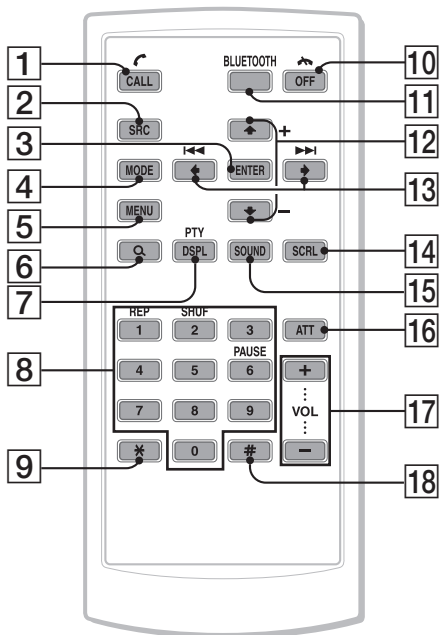 1 CALL BLUETOOTH OFF 10
11
2 SRC + 12
3 ENTER
4 MODE 13
5 MENU −
6 PTY
7 DSPL SOUND SCRL 14
15
REP SHUF
1 2 3 ATT 16
8 PAUSE
4 5 6 +
VOL 17
7 8 9 −
9 * 0 # 18